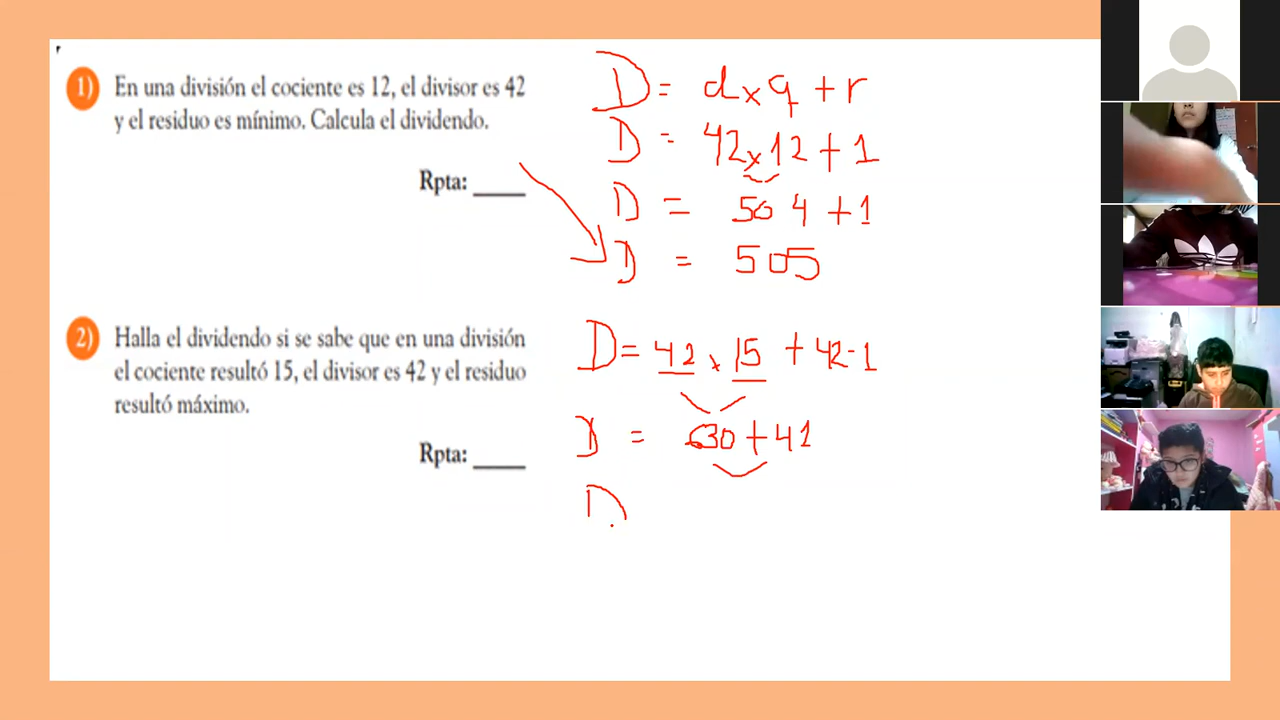 1) En una división el cociente es 12, el divisor es 42
y el residuo es mínimo. Calcula el dividendo.
Rpta: ____
D = d x q + r
D = 42 x 12 + 1
D = 504 + 1
D = 505
2) Halla el dividendo si se sabe que en una división
el cociente resultó 15, el divisor es 42 y el residuo
resultó máximo.
Rpta: ____
D = 42 x 15 + 42-1
D = 630 + 41
D